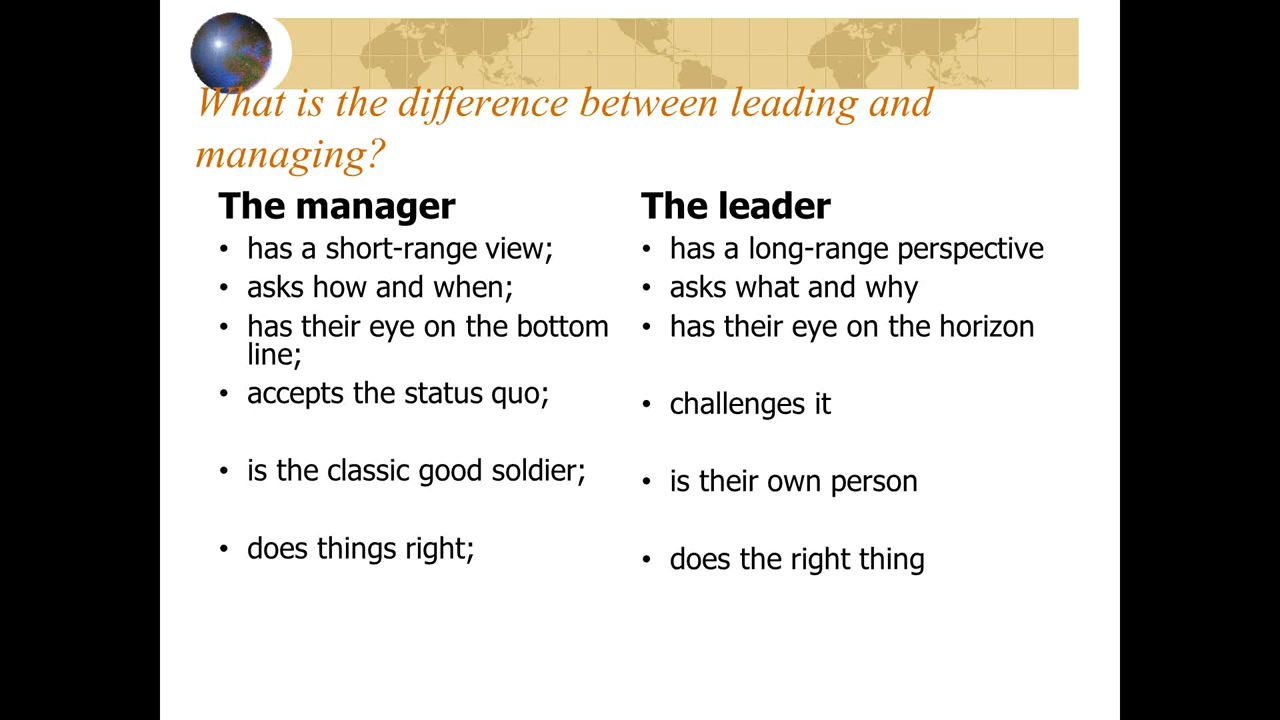 What is the difference between leading and
managing?
The manager
• has a short-range view;
• asks how and when;
• has their eye on the bottom
line;
• accepts the status quo;
• is the classic good soldier;
• does things right;
The leader
• has a long-range perspective
• asks what and why
• has their eye on the horizon
• challenges it
• is their own person
• does the right thing